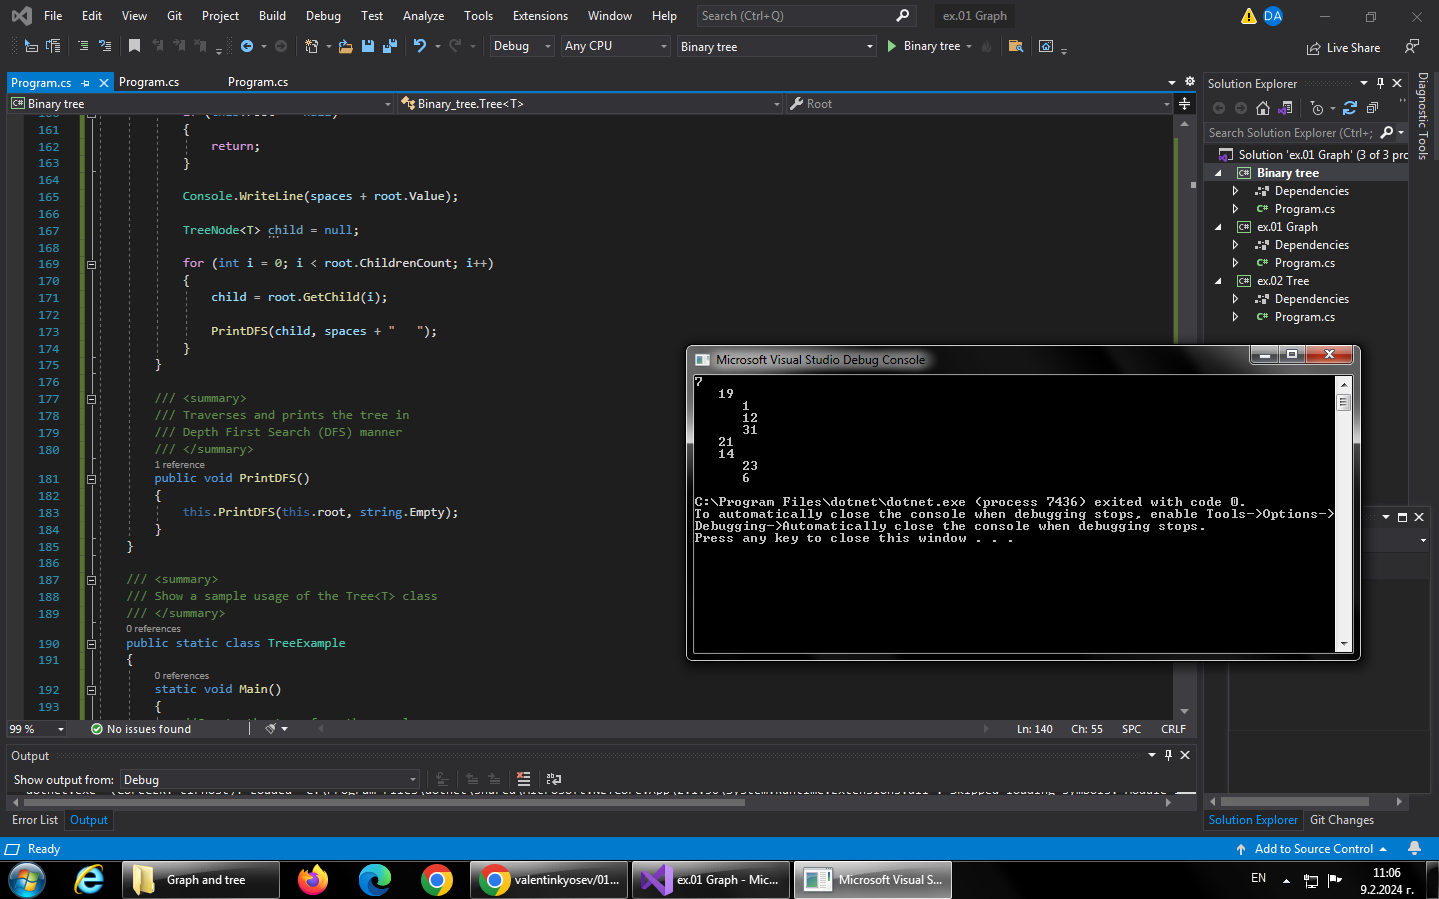 File Edit View Git Project Build Debug Test Analyze Tools Extensions Window Help Search (Ctrl+Q) ex.01 Graph DA
Debug Any CPU Binary tree Binary tree Live Share
Program.cs Program.cs Program.cs
Binary tree Binary_tree.Tree<T> Root
161 {
162 return;
163 }
164
165 Console.WriteLine(spaces + root.Value);
166
167 TreeNode<T> child = null;
168
169 for (int i = 0; i < root.ChildrenCount; i++)
170 {
171 child = root.GetChild(i);
172
173 PrintDFS(child, spaces + "   ");
174 }
175 }
176
177 /// <summary>
178 /// Traverses and prints the tree in
179 /// Depth First Search (DFS) manner
180 /// </summary>
1 reference
181 public void PrintDFS()
182 {
183 this.PrintDFS(this.root, string.Empty);
184 }
185 }
186
187 /// <summary>
188 /// Show a sample usage of the Tree<T> class
189 /// </summary>
0 references
190 public static class TreeExample
191 {
0 references
192 static void Main()
193 {
99 % No issues found Ln: 140 Ch: 55 SPC CRLF
Output
Show output from: Debug
Error List Output
Solution Explorer
Search Solution Explorer (Ctrl+;
Solution 'ex.01 Graph' (3 of 3 pro
Binary tree
Dependencies
C# Program.cs
ex.01 Graph
Dependencies
C# Program.cs
ex.02 Tree
Dependencies
C# Program.cs
Diagnostic Tools
Microsoft Visual Studio Debug Console
7
19
1
12
31
21
14
23
6
C:\Program Files\dotnet\dotnet.exe (process 7436) exited with code 0.
To automatically close the console when debugging stops, enable Tools->Options->
Debugging->Automatically close the console when debugging stops.
Press any key to close this window . . .
Solution Explorer Git Changes
Ready Add to Source Control
Graph and tree valentinkyosev/01... ex.01 Graph - Mic... Microsoft Visual S... EN 11:06
9.2.2024 г.